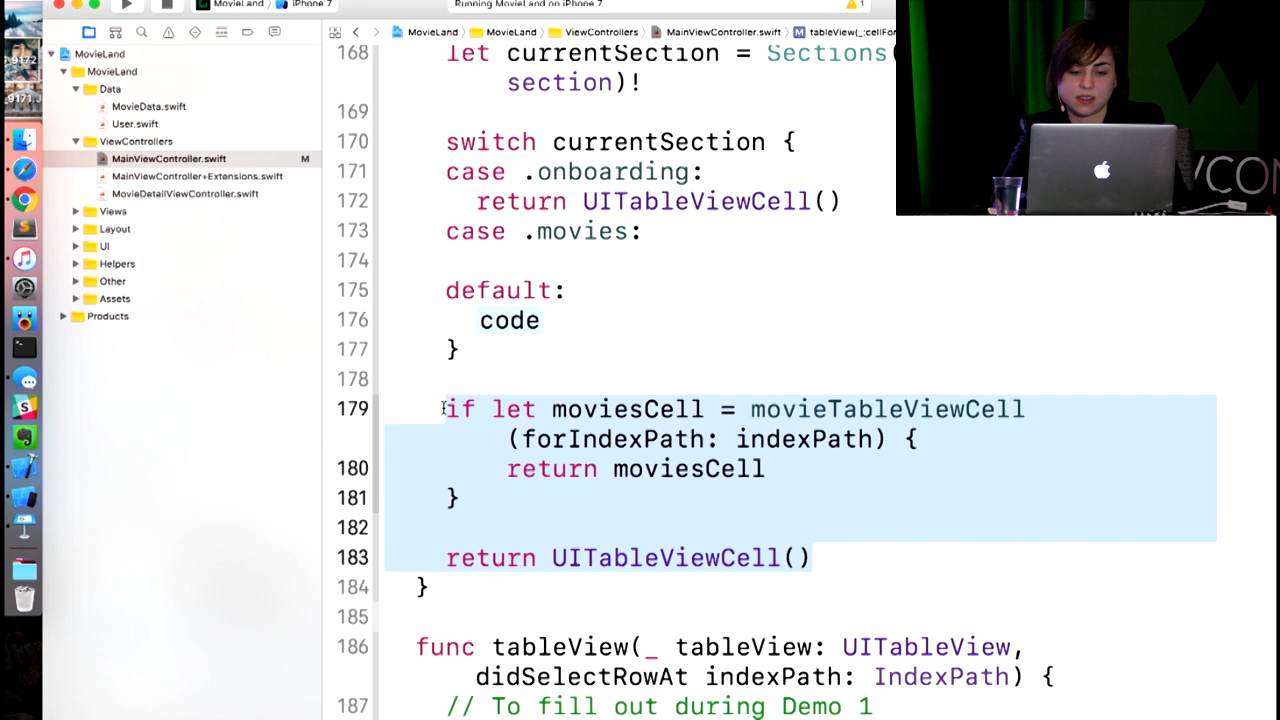 MovieLand
iPhone 7
Running MovieLand on iPhone 7
1
MovieLand
MovieLand
ViewControllers
MainViewController.swift
M
MovieLand
MovieLand
Data
MovieData.swift
User.swift
ViewControllers
MainViewController.swift
M
MainViewController+Extensions.swift
MovieDetailViewController.swift
Views
Layout
UI
Helpers
Other
Assets
Products
168 let currentSection = Sections(
section)!
169
170 switch currentSection {
171 case .onboarding:
172 return UITableViewCell()
173 case .movies:
174
175 default:
176 code
177 }
178
179 if let moviesCell = movieTableViewCell
(forIndexPath: indexPath) {
180 return moviesCell
181 }
182
183 return UITableViewCell()
184 }
185
186 func tableView(_ tableView: UITableView,
didSelectRowAt indexPath: IndexPath) {
187 // To fill out during Demo 1